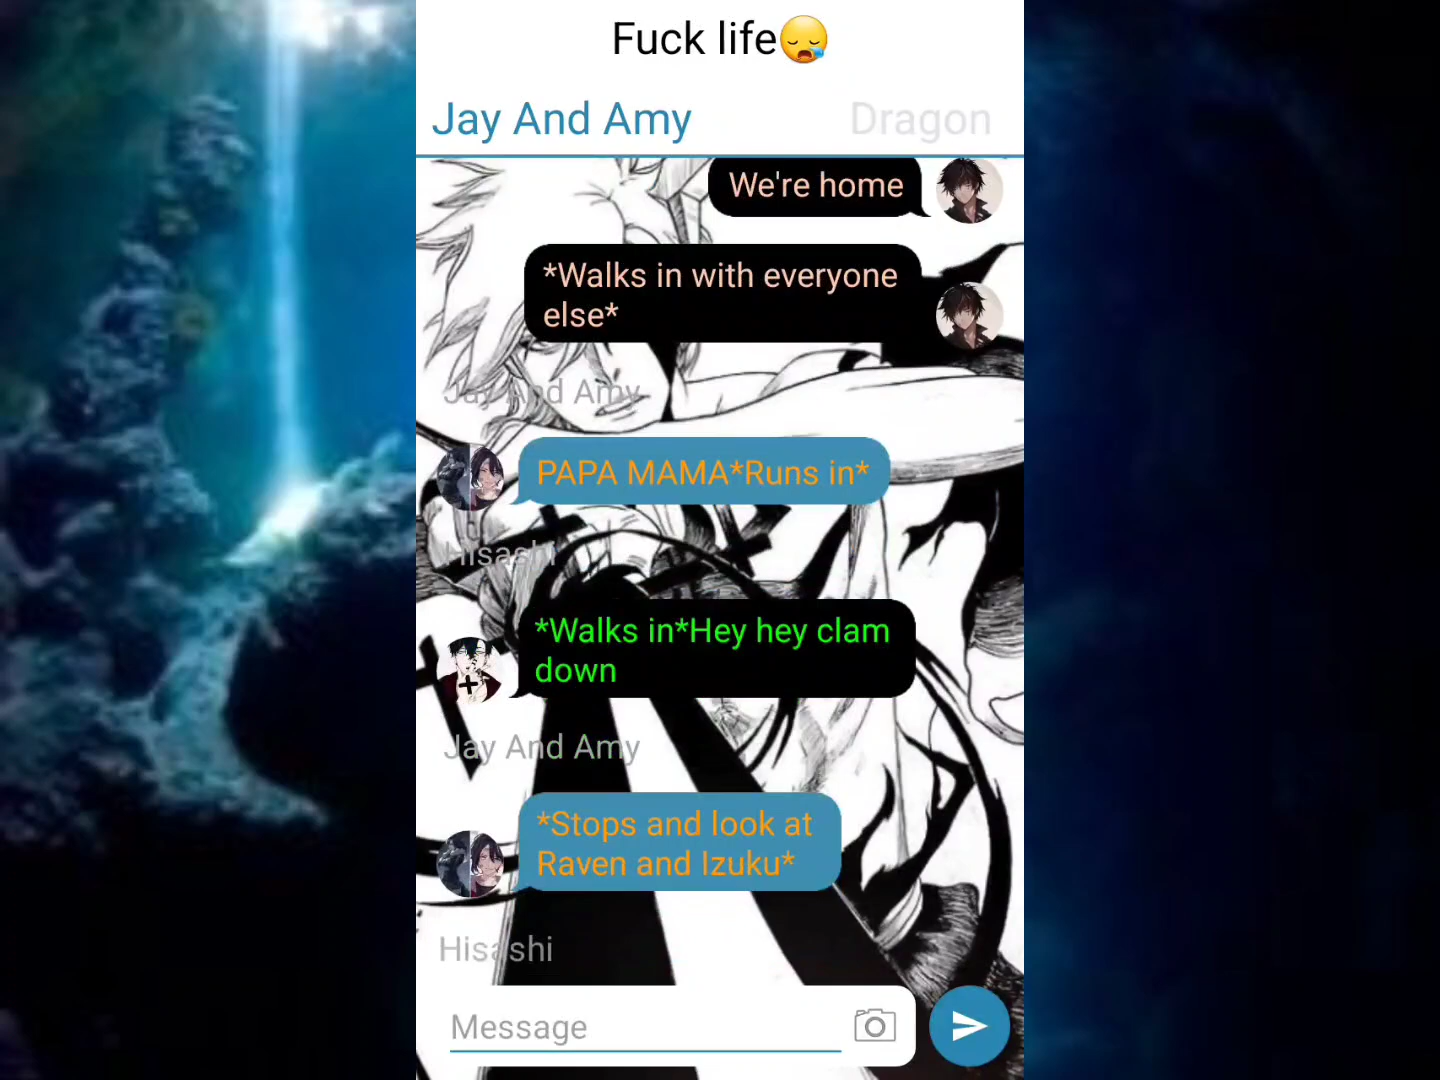 Fuck life😪
Jay And Amy
Dragon
We're home
*Walks in with everyone
else*
Jay And Amy
PAPA MAMA*Runs in*
Hisashi
*Walks in*Hey hey clam
down
Jay And Amy
*Stops and look at
Raven and Izuku*
Hisashi
Message